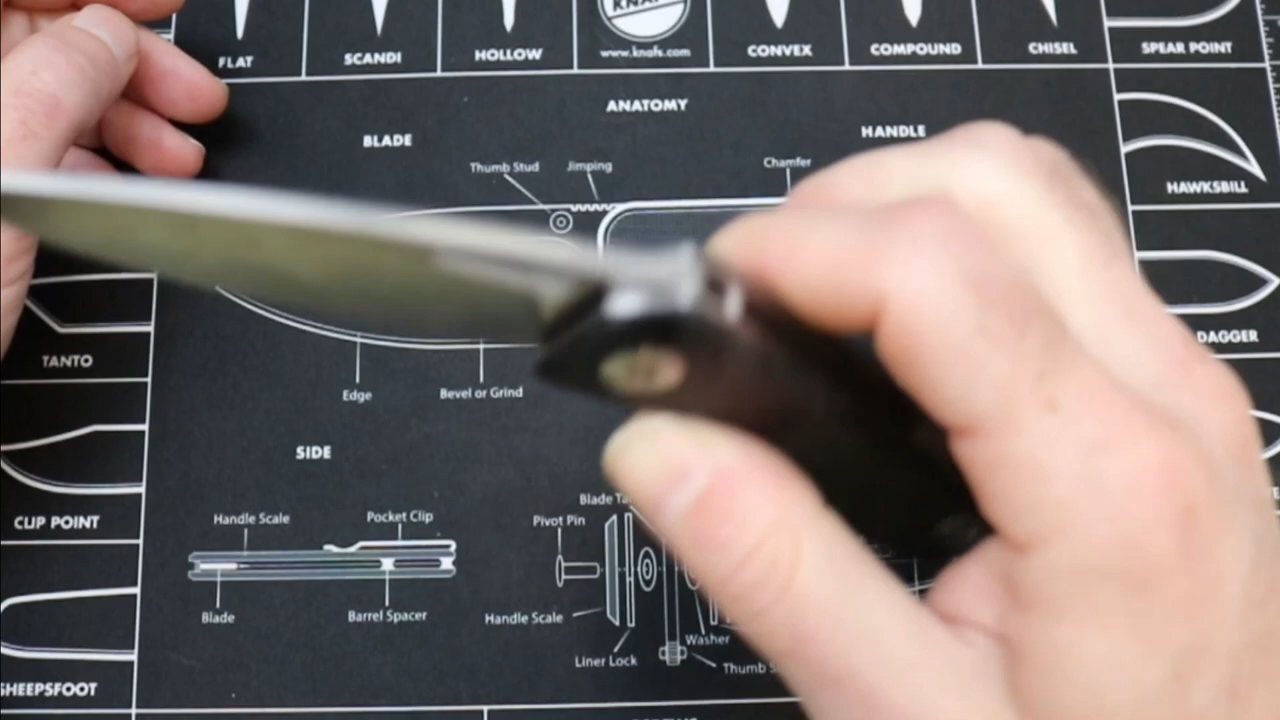 FLAT
SCANDI
HOLLOW
www.knafs.com
CONVEX
COMPOUND
CHISEL
SPEAR POINT
ANATOMY
BLADE
HANDLE
Thumb Stud
Jimping
Chamfer
HAWKSBILL
DAGGER
TANTO
Edge
Bevel or Grind
SIDE
CLIP POINT
Handle Scale
Pocket Clip
Blade
Barrel Spacer
Blade
Pivot Pin
Handle Scale
Liner Lock
Washer
Thumb
SHEEPSFOOT